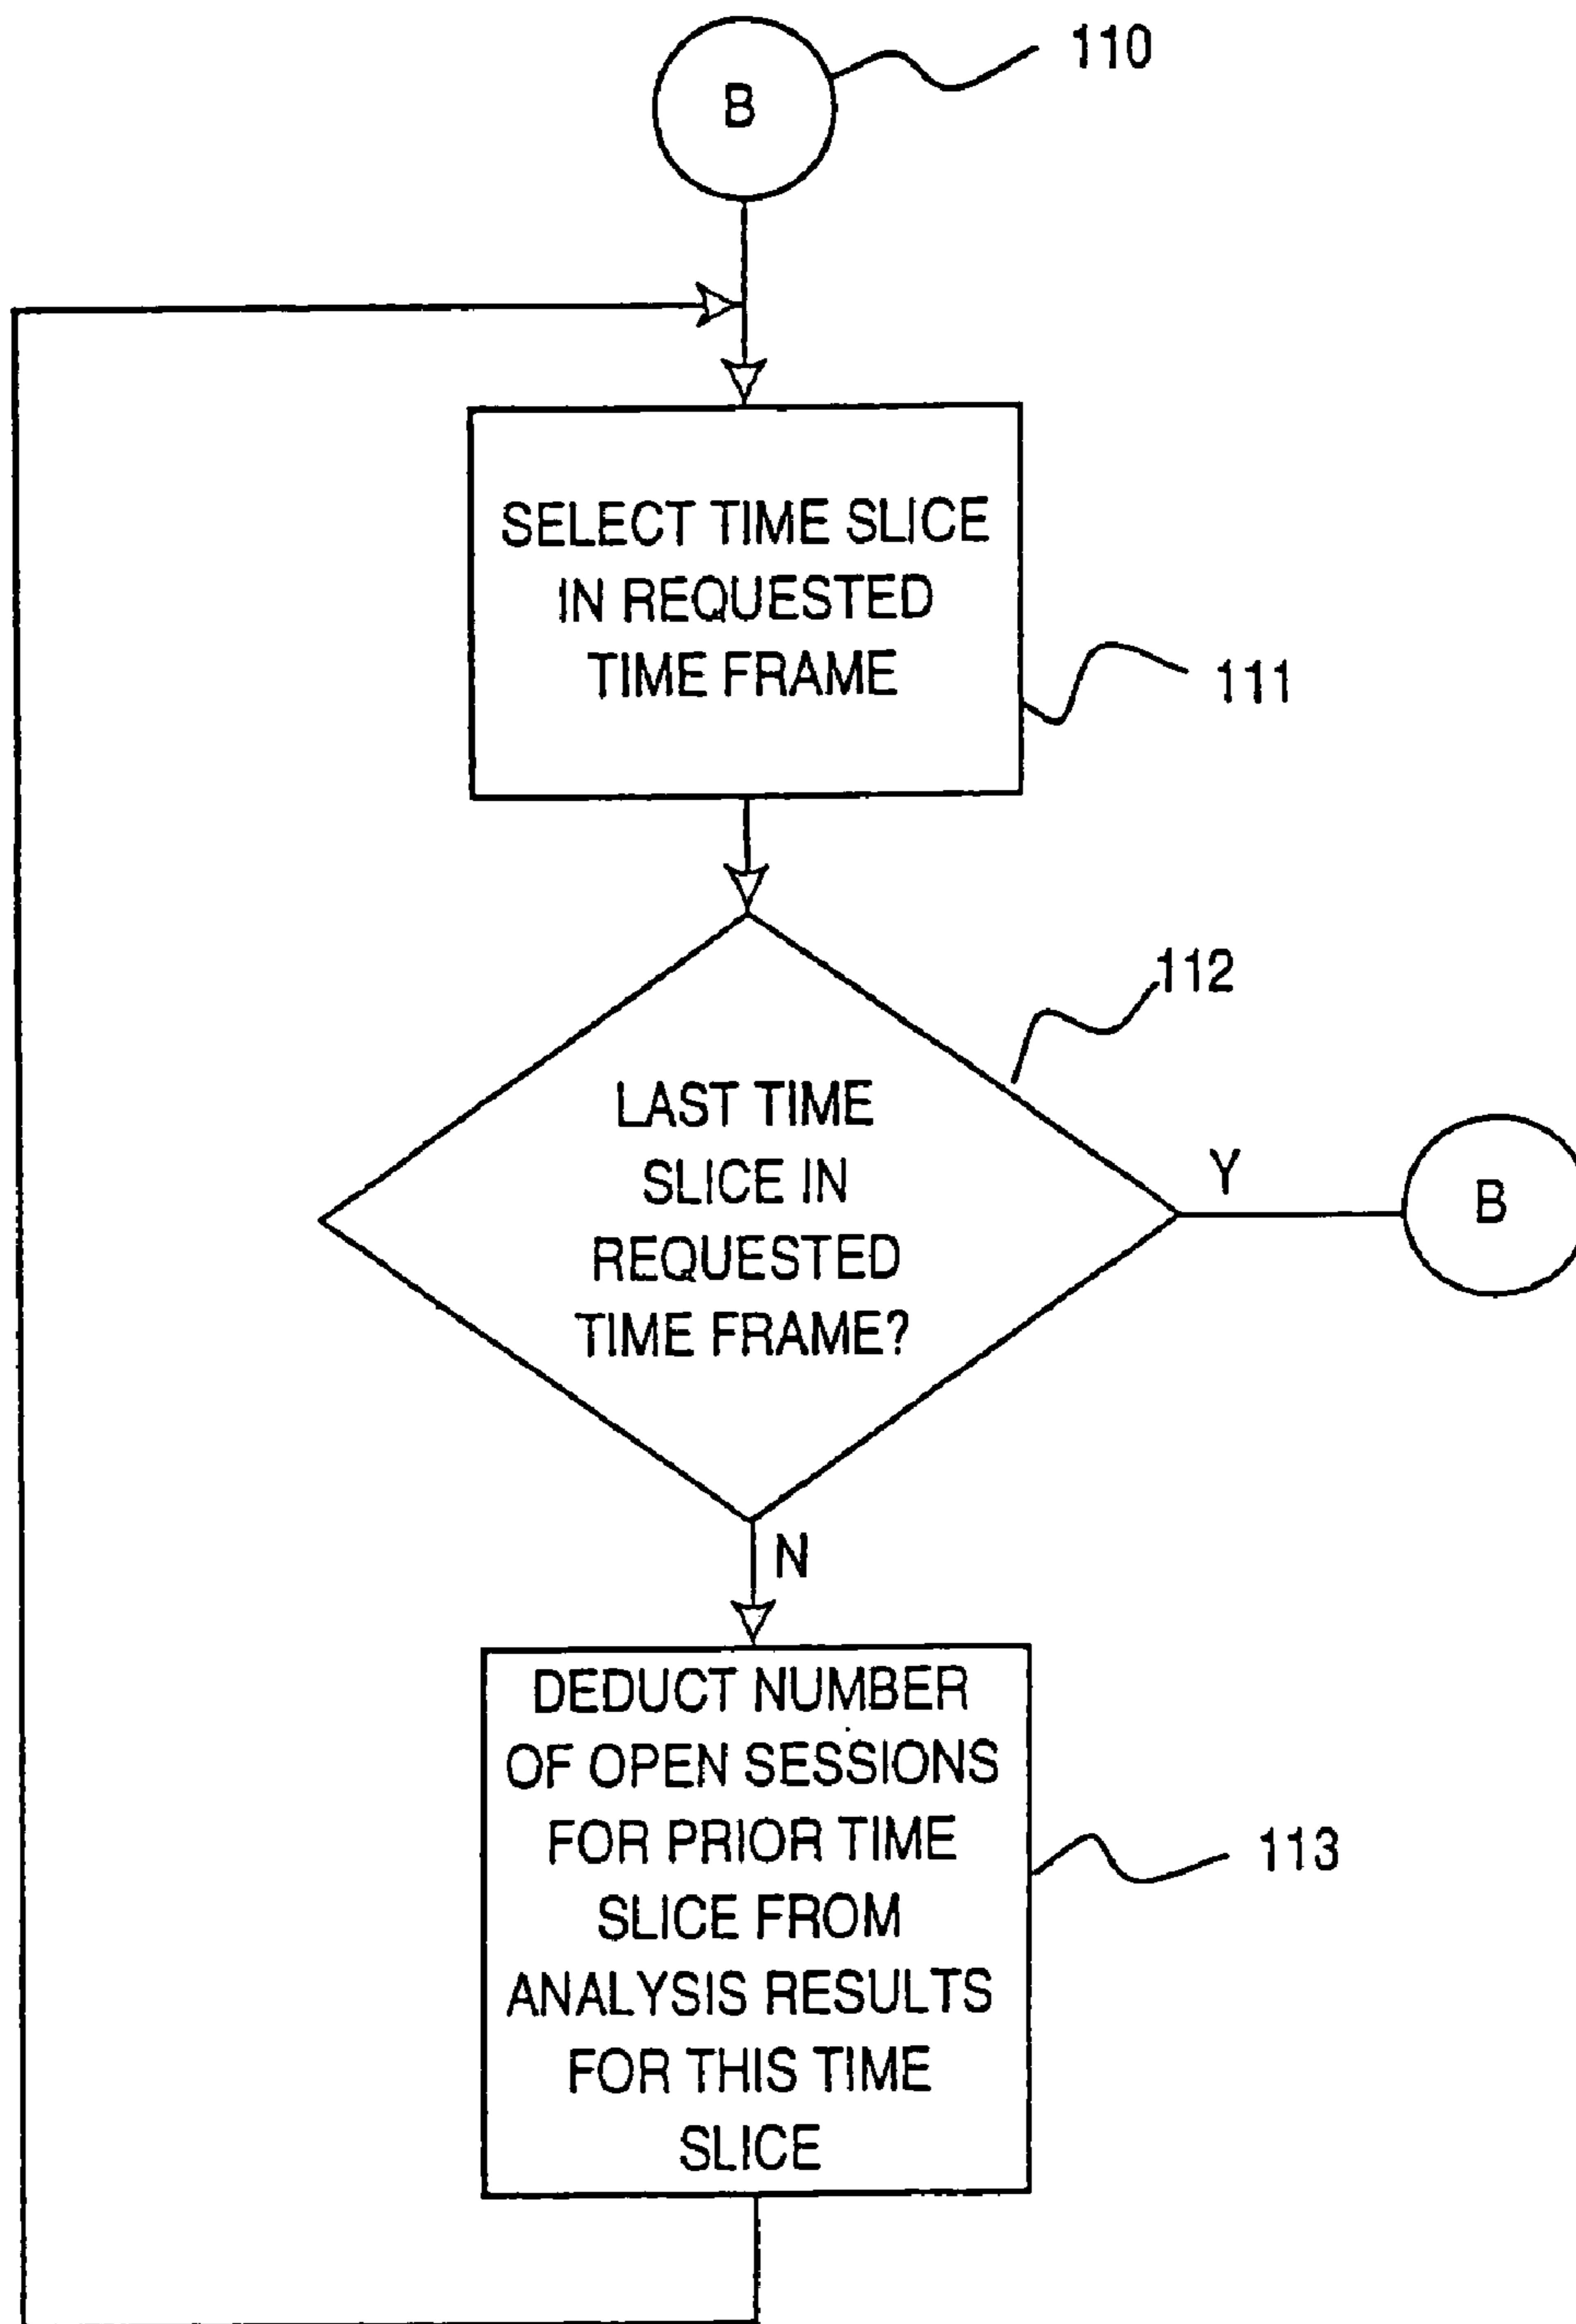 B
110
SELECT TIME SLICE
IN REQUESTED
TIME FRAME
111
112
LAST TIME
SLICE IN
REQUESTED
TIME FRAME?
Y
B
N
DEDUCT NUMBER
OF OPEN SESSIONS
FOR PRIOR TIME
SLICE FROM
ANALYSIS RESULTS
FOR THIS TIME
SLICE
113